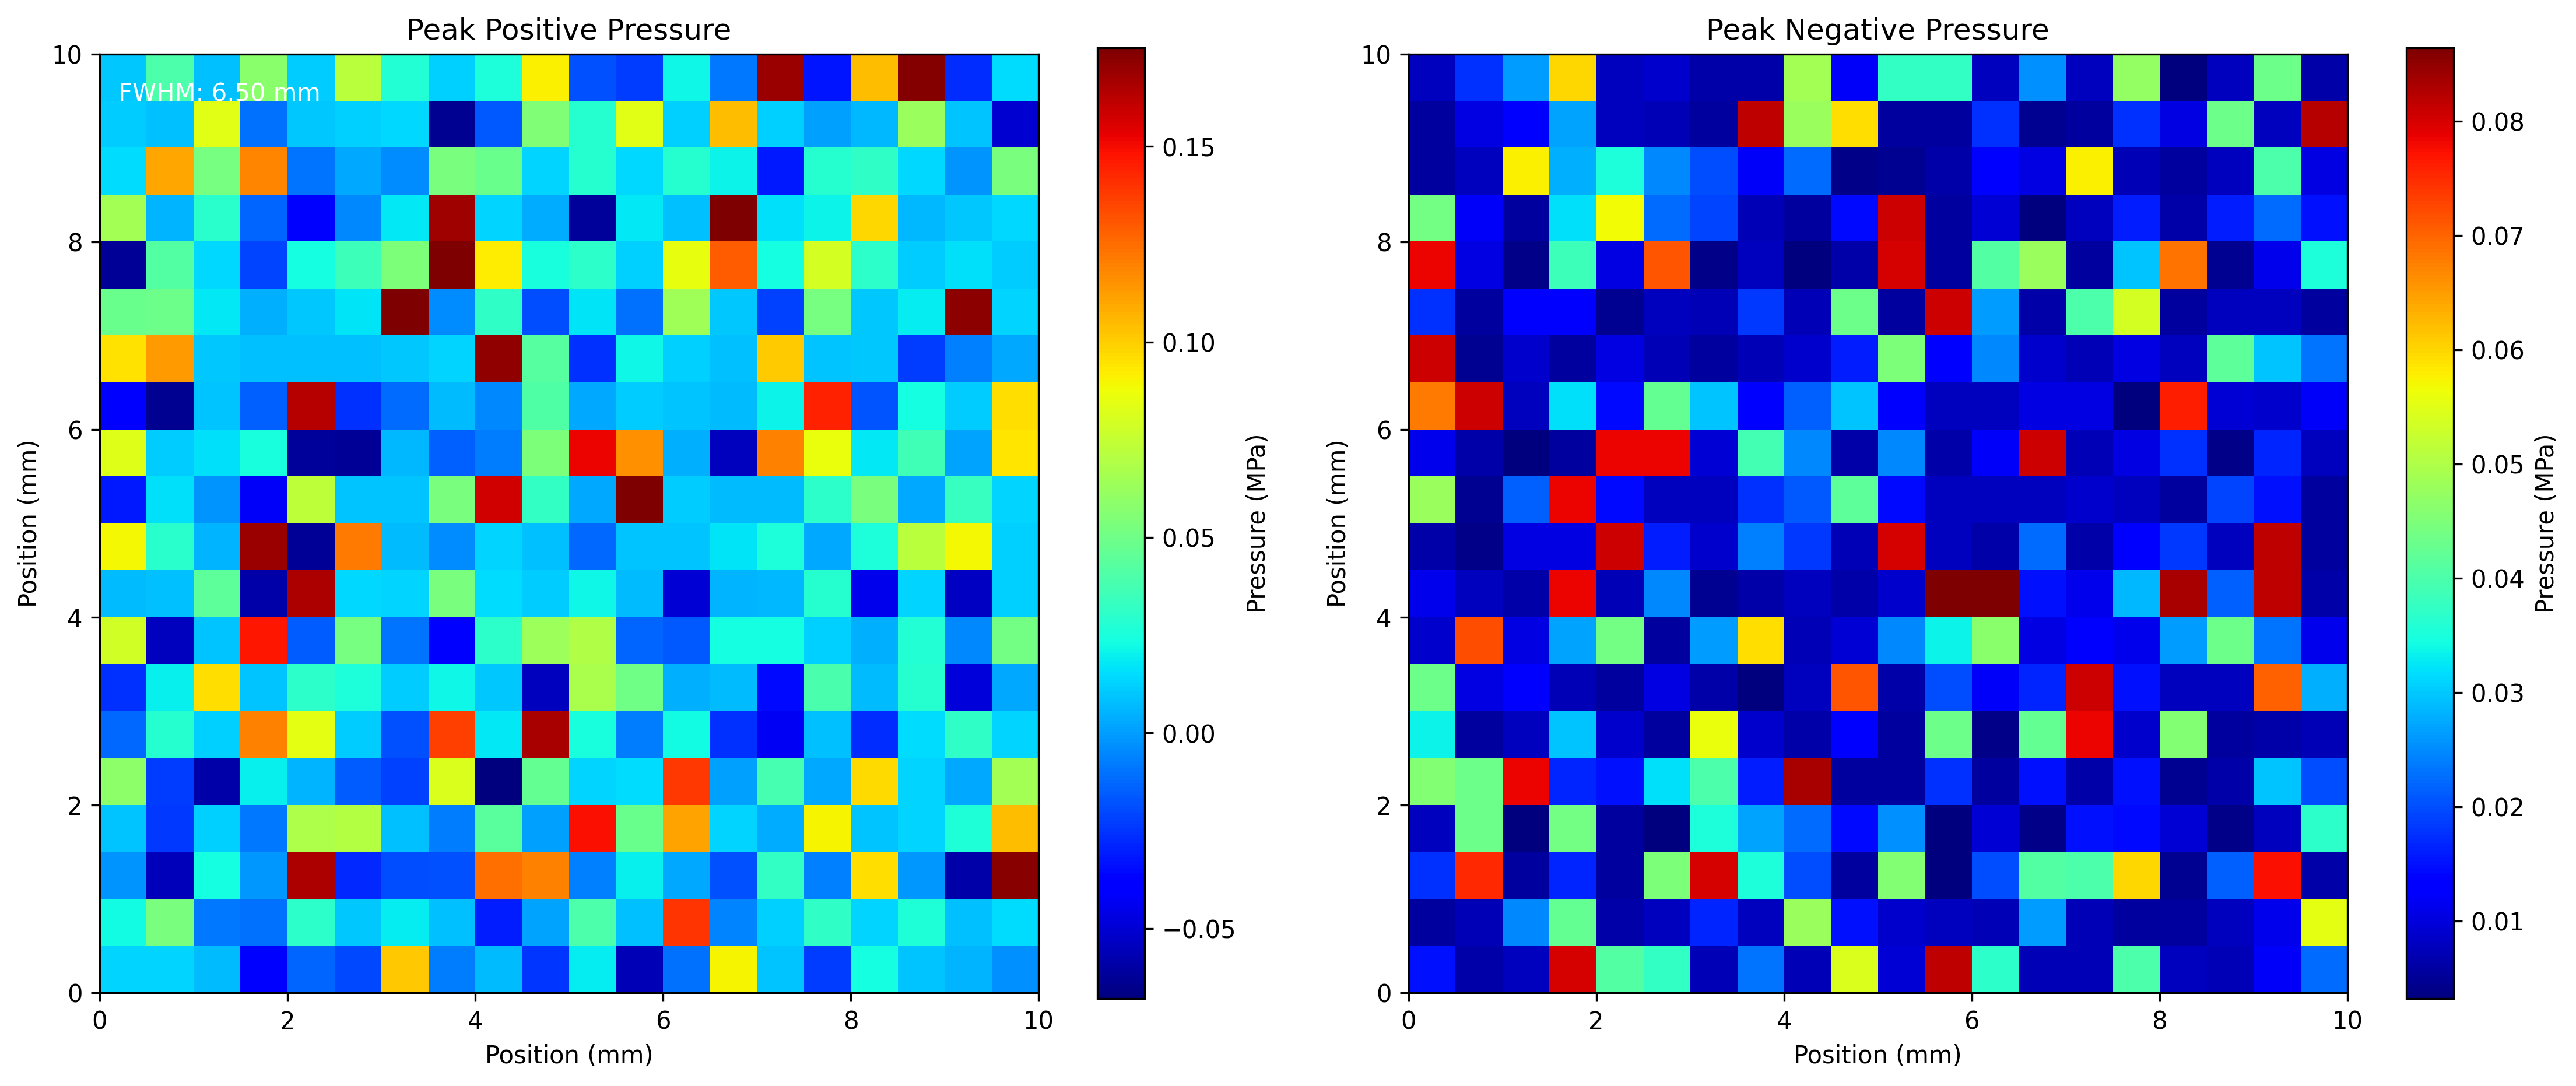 Peak Positive Pressure
FWHM: 6.50 mm
10
8
6
4
2
0
Position (mm)
0 2 4 6 8 10
Position (mm)
0.15
0.10
0.05
0.00
−0.05
Pressure (MPa)
Peak Negative Pressure
10
8
6
4
2
0
Position (mm)
0 2 4 6 8 10
Position (mm)
0.08
0.07
0.06
0.05
0.04
0.03
0.02
0.01
Pressure (MPa)